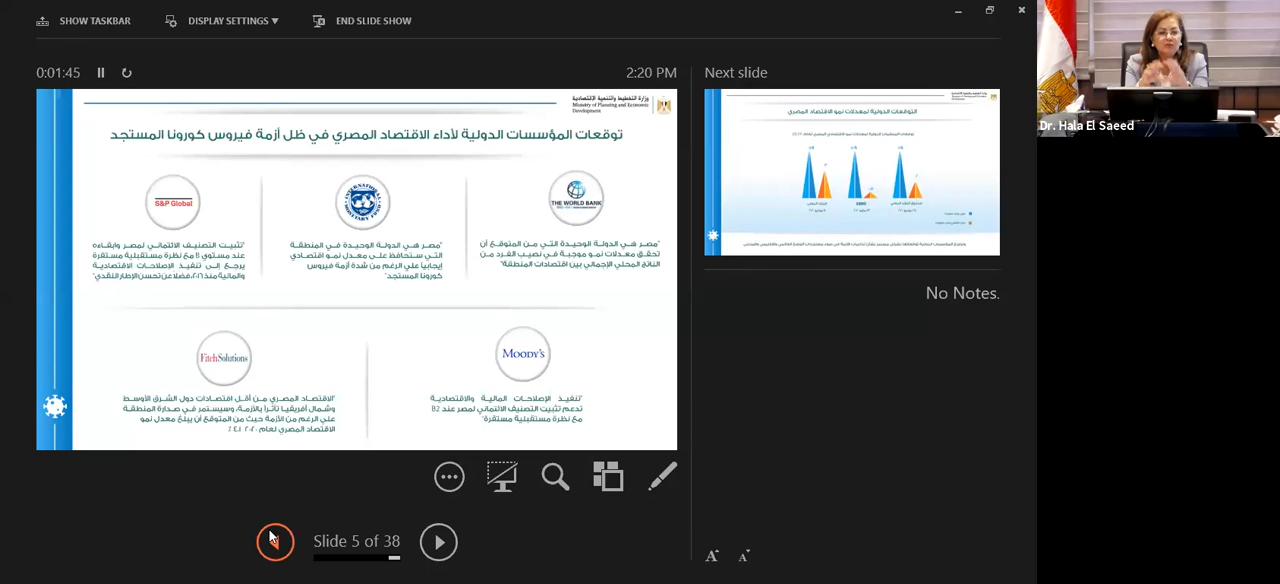 SHOW TASKBAR
DISPLAY SETTINGS ▼
END SLIDE SHOW
0:01:45
2:20 PM
وزارة التخطيط والتنمية الاقتصادية
Ministry of Planning and Economic
Development
توقعات المؤسسات الدولية لأداء الاقتصاد المصري في ظل أزمة فيروس كورونا المستجد
THE WORLD BANK
"مصر هي الدولة الوحيدة التي من المتوقع أن
تحقق معدلات نمو موجبة في نصيب الفرد من
الناتج المحلي الإجمالي بين اقتصادات المنطقة"
INTERNATIONAL MONETARY FUND
"مصر هي الدولة الوحيدة في المنطقة
التي ستحافظ على معدل نمو اقتصادي
إيجابياً على الرغم من شدة أزمة فيروس
كورونا المستجد"
S&P Global
"تثبيت التصنيف الائتماني لمصر وإبقاءه
عند مستوى B مع نظرة مستقبلية مستقرة
يرجع إلى تنفيذ الإصلاحات الاقتصادية
والمالية منذ ٢٠١٦، فضلا عن تحسن الإطار النقدي"
MOODY'S
"تنفيذ الإصلاحات المالية والاقتصادية
تدعم تثبيت التصنيف الائتماني لمصر عند B2
مع نظرة مستقبلية مستقرة"
FitchSolutions
"الاقتصاد المصري من أقل اقتصادات دول الشرق الأوسط
وشمال أفريقيا تأثراً بالأزمة، وسيستمر في صدارة المنطقة
على الرغم من الأزمة حيث من المتوقع أن يبلغ معدل نمو
الاقتصاد المصري لعام ٢٠٢٠ ٤.١ ٪
Slide 5 of 38
Next slide
التوقعات الدولية لمعدلات نمو الاقتصاد المصري
EBRD
No Notes.
A
A
Dr. Hala El Saeed